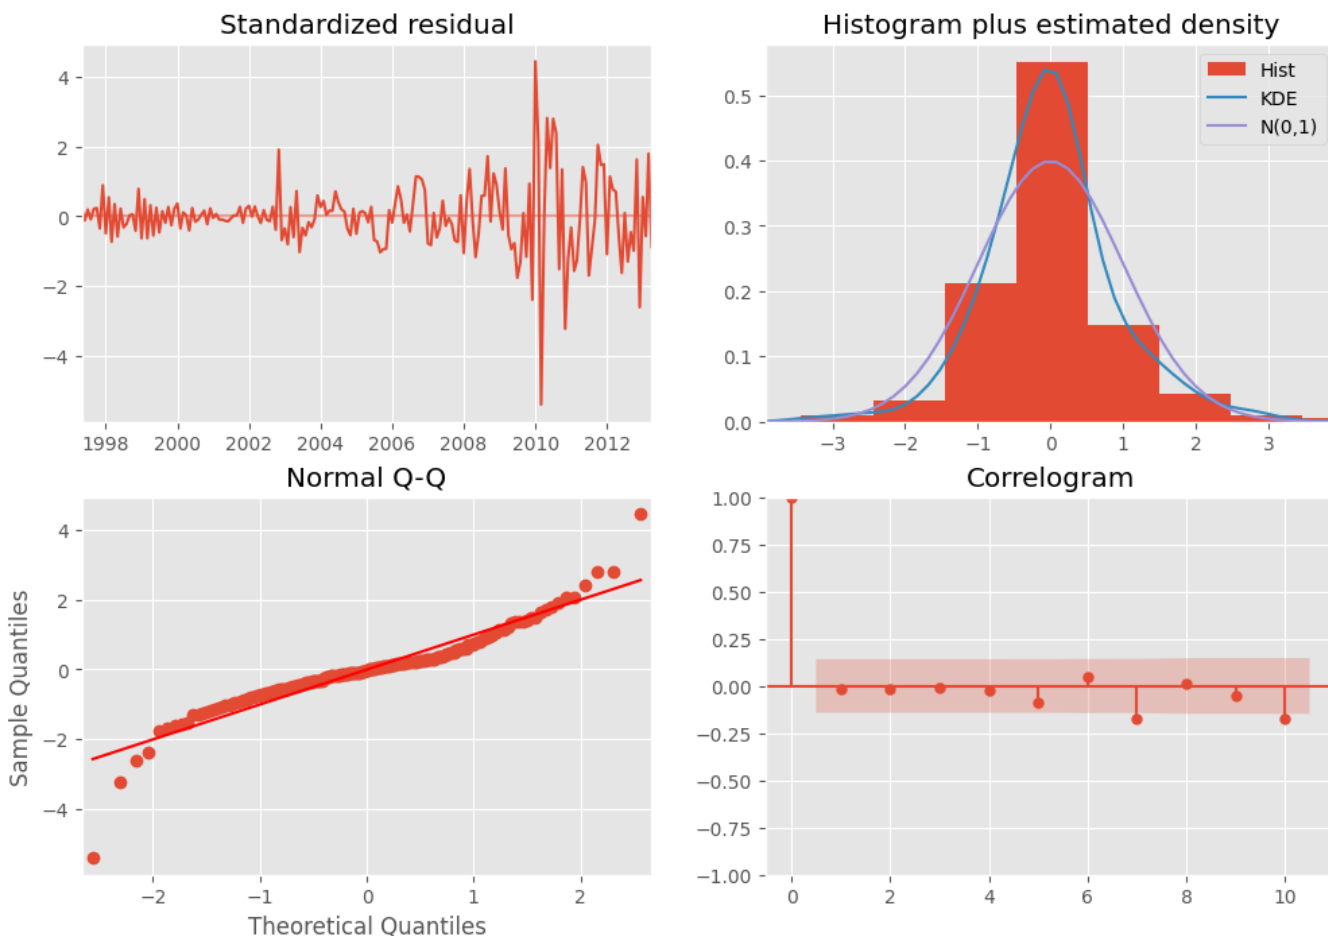 Standardized residual
4
2
0
−2
−4
1998 2000 2002 2004 2006 2008 2010 2012
Histogram plus estimated density
Hist
KDE
N(0,1)
0.5
0.4
0.3
0.2
0.1
0.0
−3 −2 −1 0 1 2 3
Normal Q-Q
Sample Quantiles
4
2
0
−2
−4
−2 −1 0 1 2
Theoretical Quantiles
Correlogram
1.00
0.75
0.50
0.25
0.00
−0.25
−0.50
−0.75
−1.00
0 2 4 6 8 10